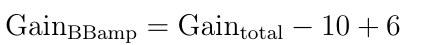 Gain_BBamp = Gain_total − 10 + 6